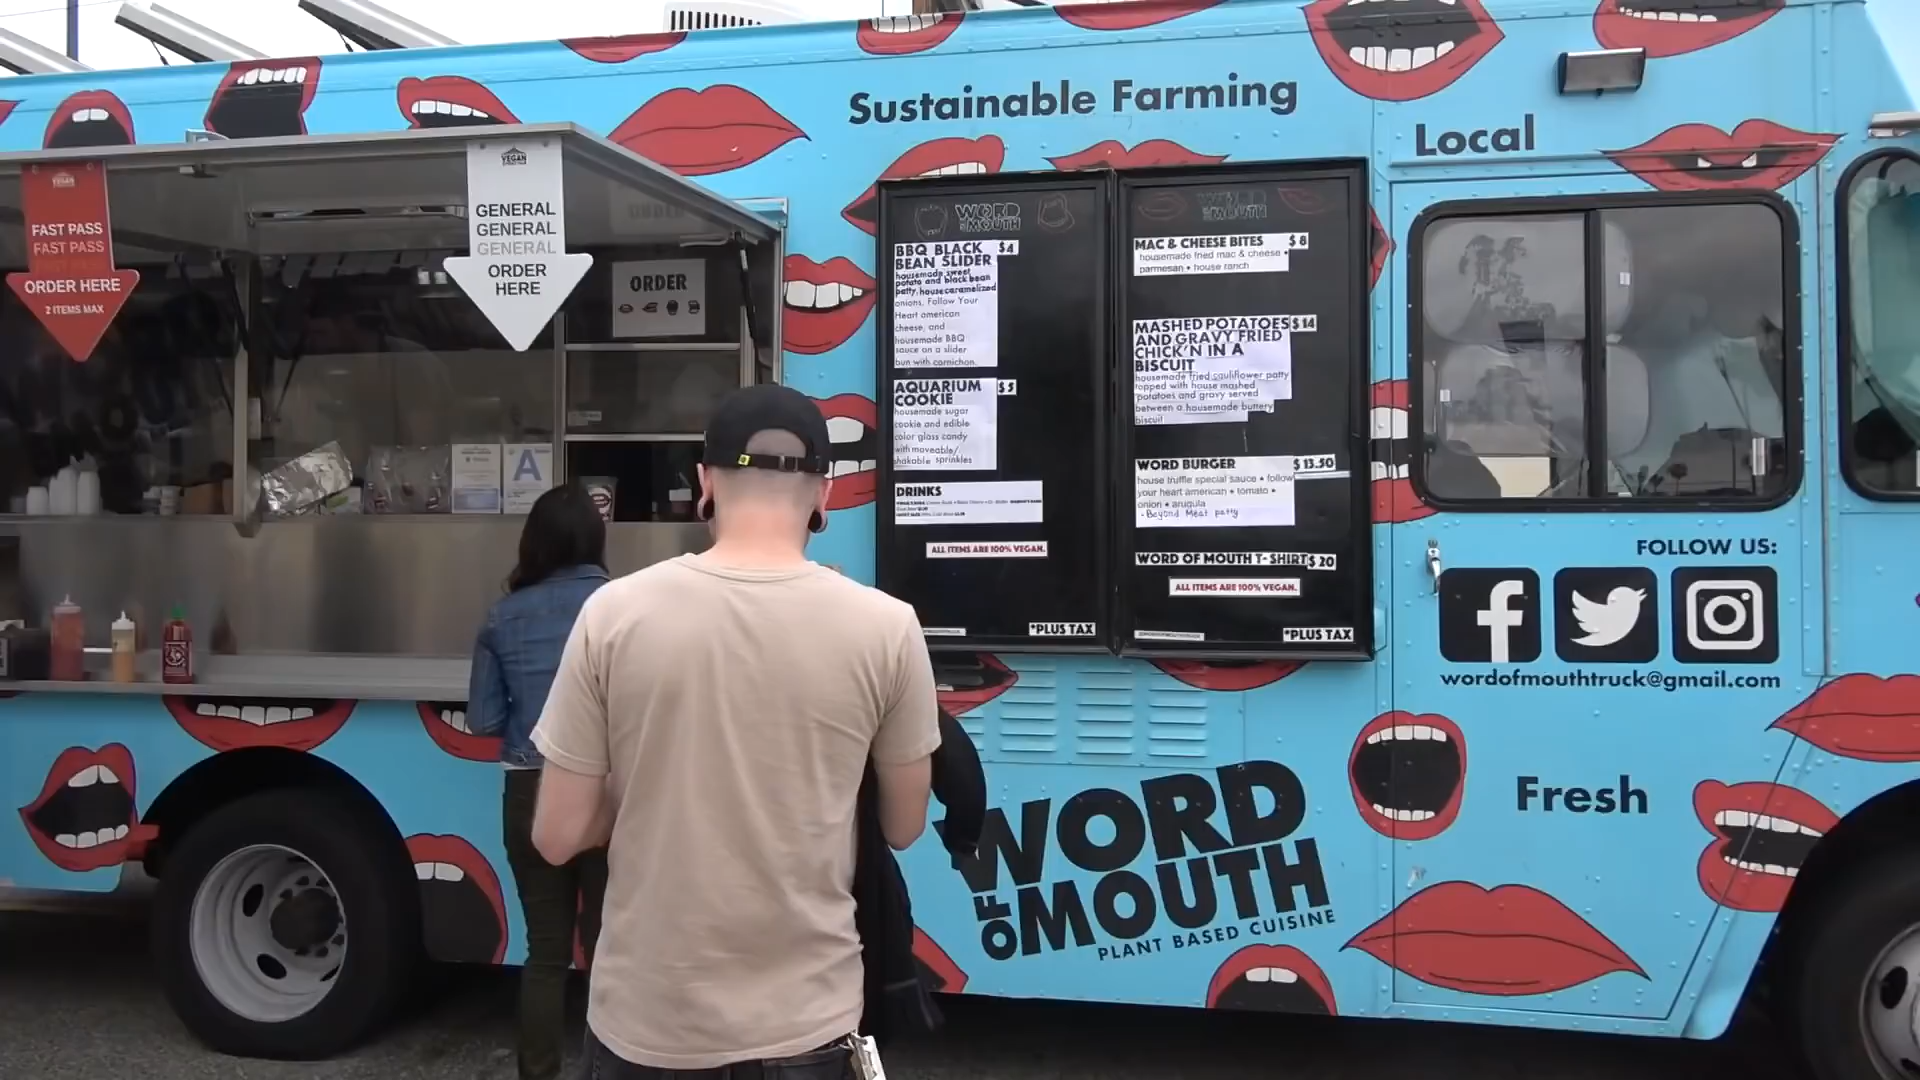 Sustainable Farming
Local
VEGAN
FAST PASS
FAST PASS
ORDER HERE
2 ITEMS MAX
VEGAN
GENERAL
GENERAL
GENERAL
ORDER
HERE
ORDER
A
WORD
OF MOUTH
BBQ BLACK $4
BEAN SLIDER
housemade sweet
potato and black bean
patty, house caramelized
onions, Follow Your
Heart american
cheese, and
housemade BBQ
sauce on a slider
bun with cornichon.
AQUARIUM $5
COOKIE
housemade sugar
cookie and edible
color glass candy
with moveable/
shakable sprinkles
DRINKS
ALL ITEMS ARE 100% VEGAN.
*PLUS TAX
WORD
OF MOUTH
MAC & CHEESE BITES $8
housemade fried mac & cheese •
parmesan • house ranch
MASHED POTATOES $14
AND GRAVY FRIED
CHICK'N IN A
BISCUIT
housemade fried cauliflower patty
topped with house mashed
potatoes and gravy served
between a housemade buttery
biscuit
WORD BURGER $13.50
house truffle special sauce • follow
your heart american • tomato •
onion • arugula
- Beyond Meat patty
WORD OF MOUTH T-SHIRT $20
ALL ITEMS ARE 100% VEGAN.
*PLUS TAX
FOLLOW US:
wordofmouthtruck@gmail.com
Fresh
WORD
OF MOUTH
PLANT BASED CUISINE